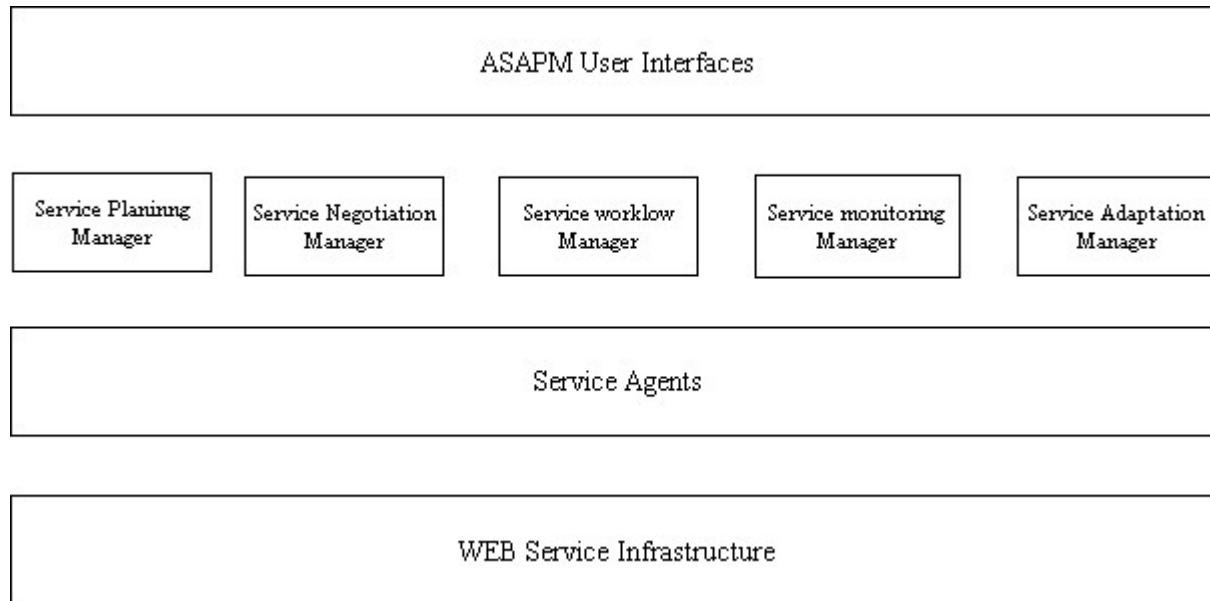 ASAPM User Interfaces
Service Planinng
Manager
Service Negotiation
Manager
Service worklow
Manager
Service monitoring
Manager
Service Adaptation
Manager
Service Agents
WEB Service Infrastructure